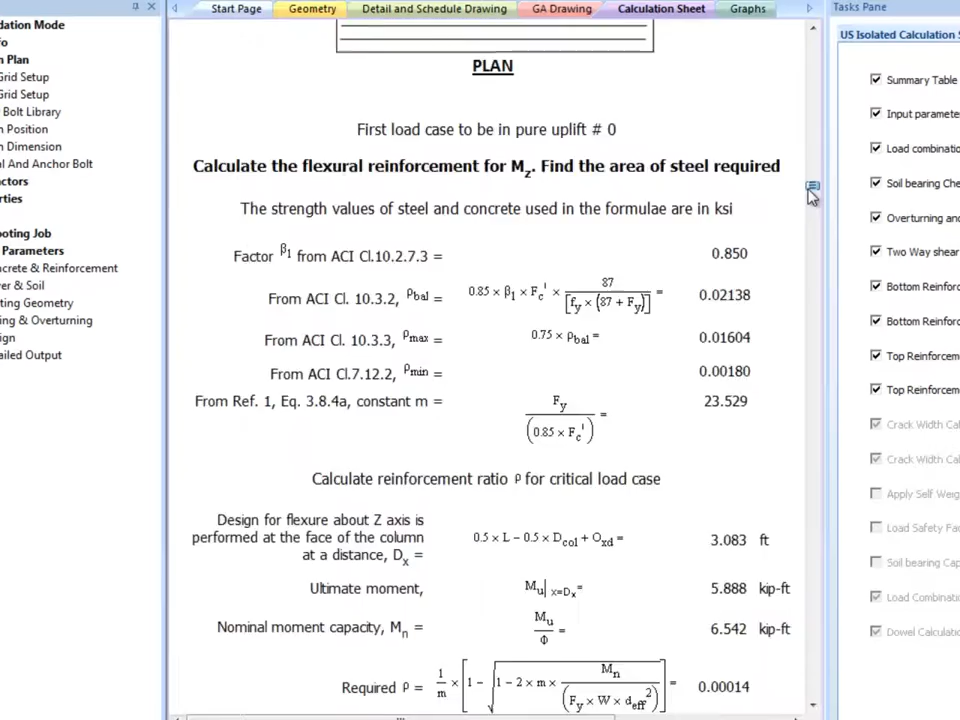 Start Page Geometry Detail and Schedule Drawing GA Drawing Calculation Sheet Graphs Tasks Pane
dation Mode
fo
n Plan
Grid Setup
Grid Setup
Bolt Library
n Position
n Dimension
al And Anchor Bolt
actors
rties
ooting Job
Parameters
ncrete & Reinforcement
er & Soil
ting Geometry
ng & Overturning
ign
ailed Output
PLAN
First load case to be in pure uplift # 0
Calculate the flexural reinforcement for Mz. Find the area of steel required
The strength values of steel and concrete used in the formulae are in ksi
Factor β1 from ACI Cl.10.2.7.3 = 0.850
From ACI Cl. 10.3.2, ρbal = 0.85 × β1 × Fc' × 87 / [fy × (87 + Fy)] = 0.02138
From ACI Cl. 10.3.3, ρmax = 0.75 × ρbal = 0.01604
From ACI Cl.7.12.2, ρmin = 0.00180
From Ref. 1, Eq. 3.8.4a, constant m = Fy / (0.85 × Fc') = 23.529
Calculate reinforcement ratio ρ for critical load case
Design for flexure about Z axis is
performed at the face of the column
at a distance, Dx = 0.5 × L − 0.5 × Dcol + Oxd = 3.083 ft
Ultimate moment, Mu| x=Dx = 5.888 kip-ft
Nominal moment capacity, Mn = Mu / Φ = 6.542 kip-ft
Required ρ = 1/m × [1 − √(1 − 2 × m × Mn / (Fy × W × deff²))] = 0.00014
US Isolated Calculation S
Summary Table
Input paramete
Load combinatio
Soil bearing Che
Overturning and
Two Way shear
Bottom Reinforc
Bottom Reinforc
Top Reinforcem
Top Reinforcem
Crack Width Cal
Crack Width Cal
Apply Self Weig
Load Safety Fac
Soil bearing Cap
Load Combinatio
Dowel Calculatio